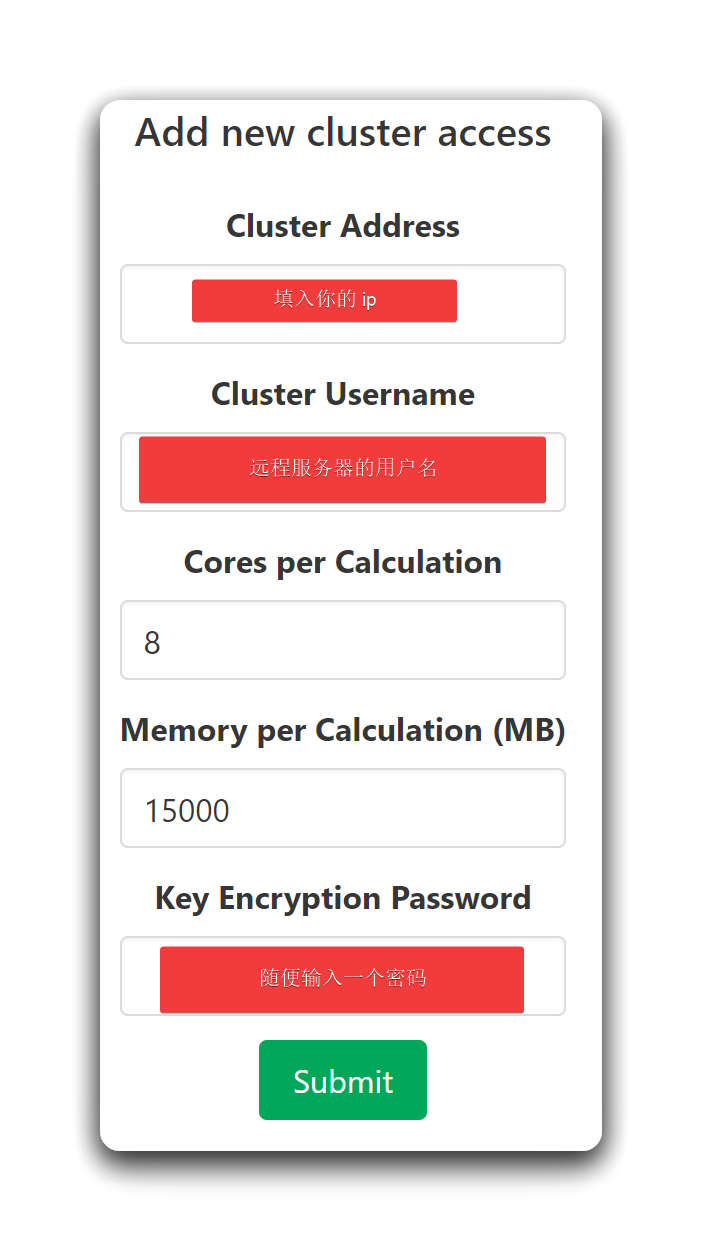 Add new cluster access
Cluster Address
填入你的 ip
Cluster Username
远程服务器的用户名
Cores per Calculation
8
Memory per Calculation (MB)
15000
Key Encryption Password
随便输入一个密码
Submit